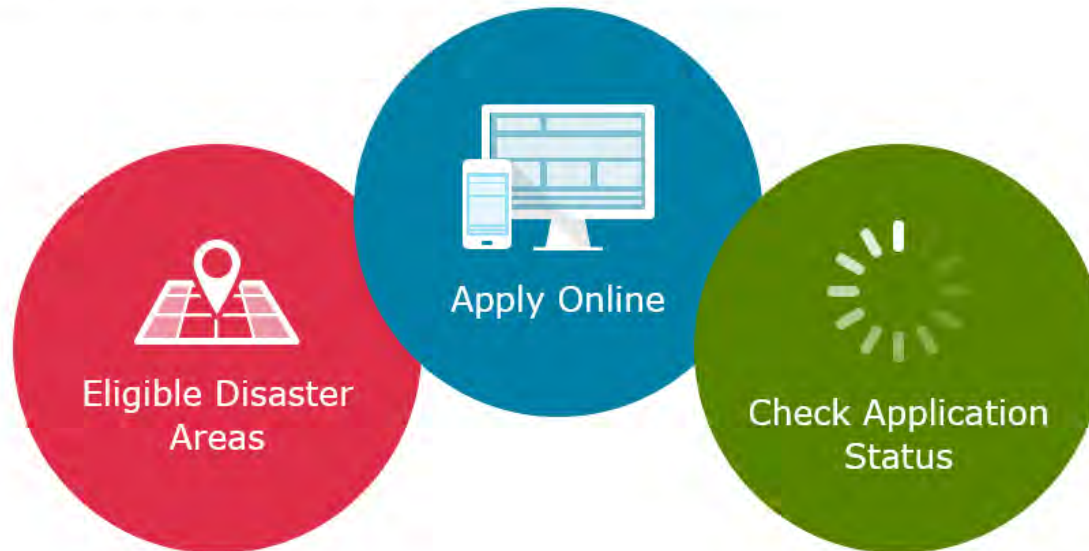 Eligible Disaster
Areas
Apply Online
Check Application
Status